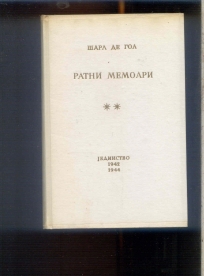 ШАРЛ ДЕ ГОЛ
РАТНИ МЕМОАРИ
* *
ЈЕДИНСТВО
1942
1944